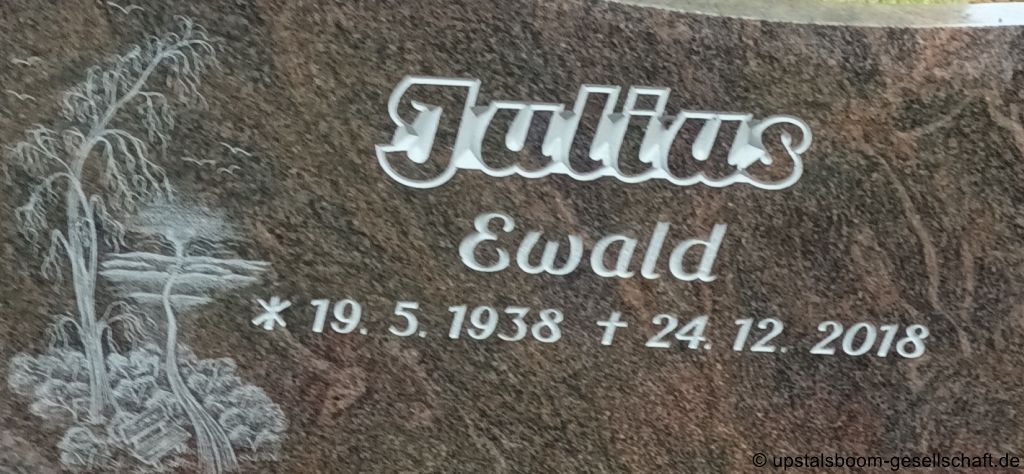 Julius
Ewald
* 19. 5. 1938 † 24. 12. 2018
© upstalsboom-gesellschaft.de